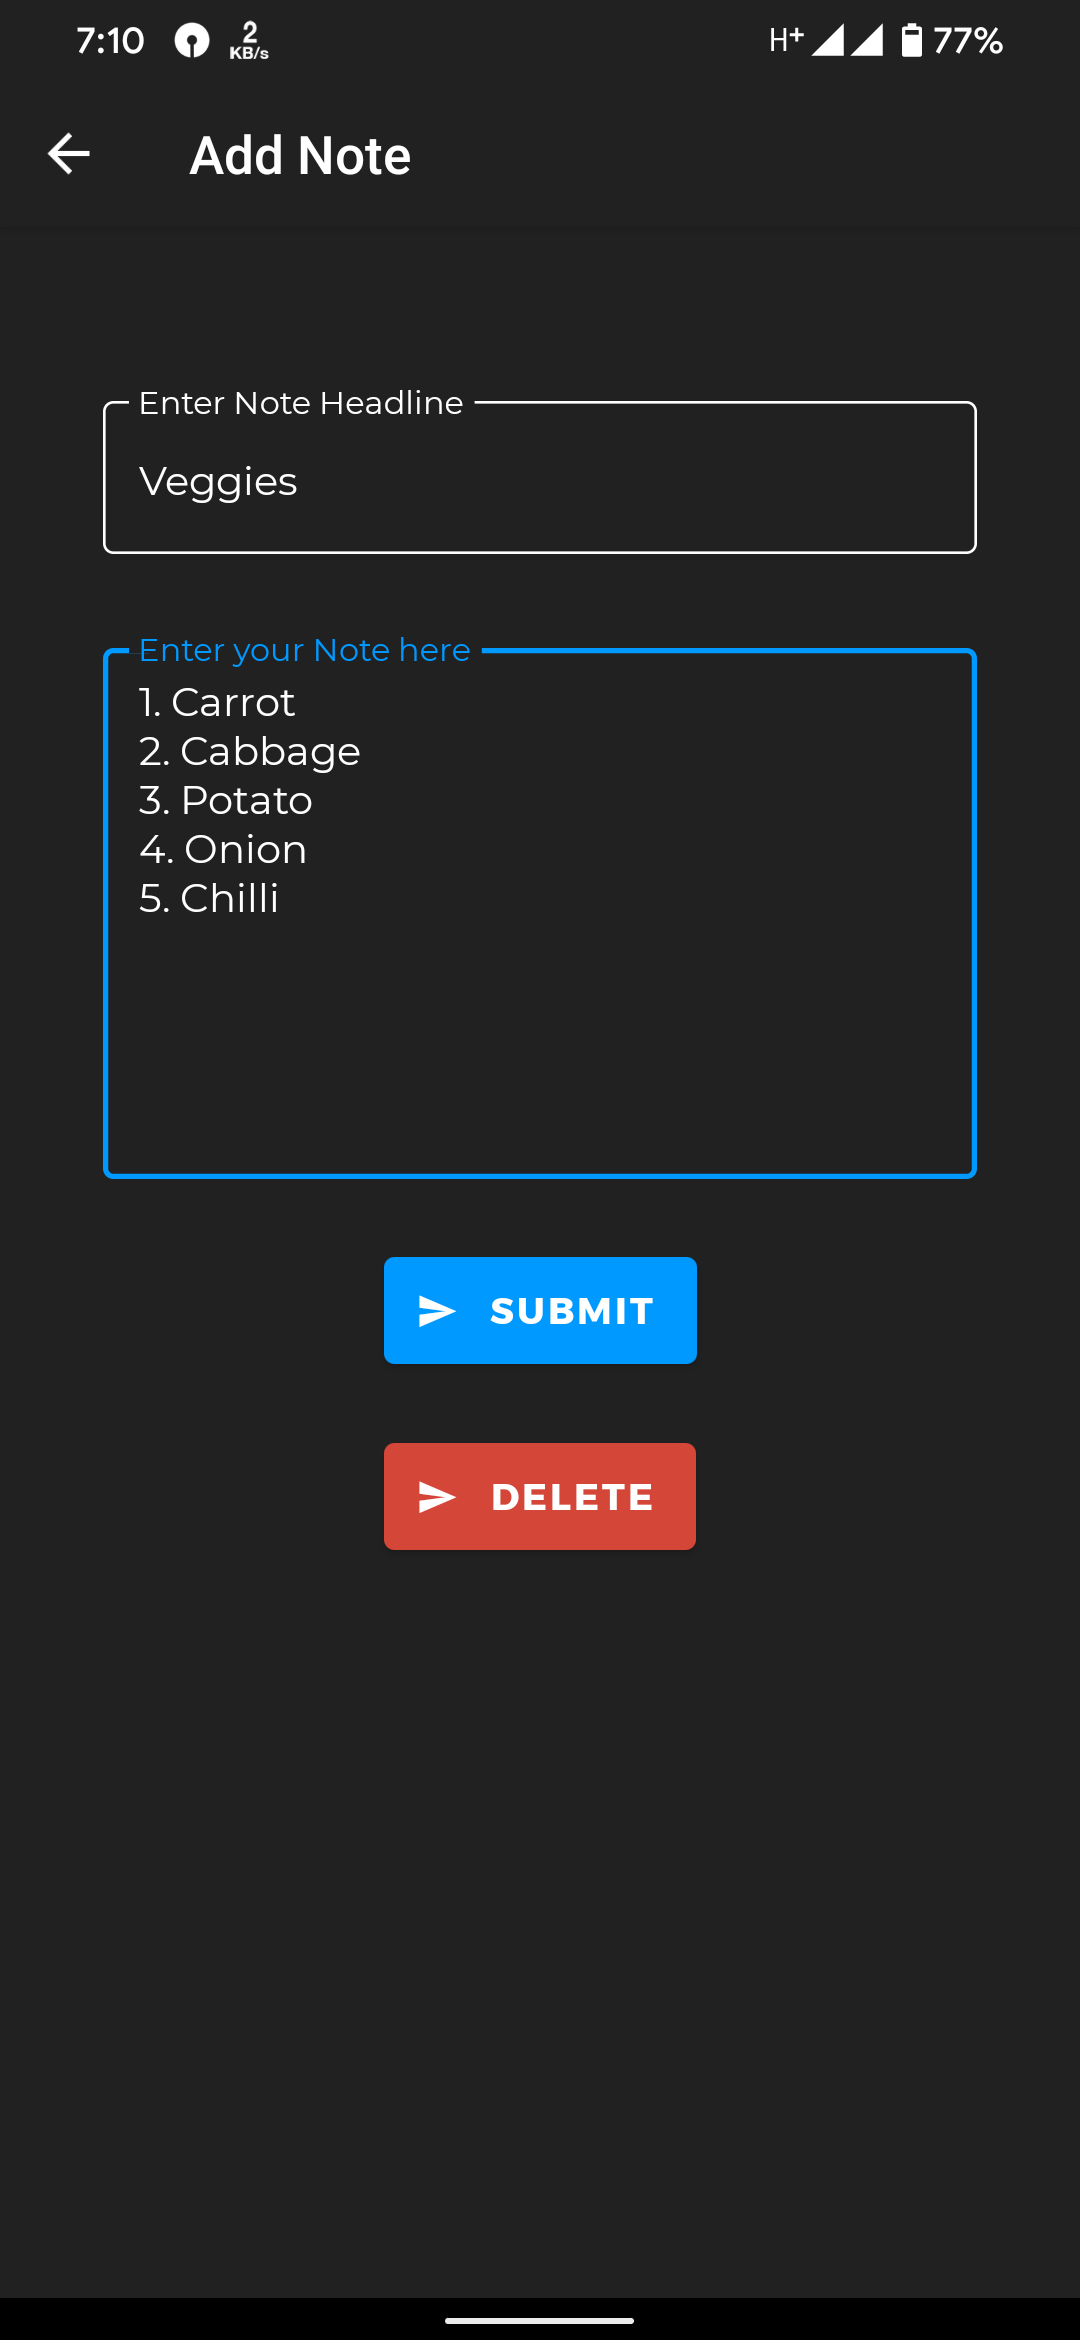 7:10 2 KB/s H+ 77%
Add Note
Enter Note Headline
Veggies
Enter your Note here
1. Carrot
2. Cabbage
3. Potato
4. Onion
5. Chilli
SUBMIT
DELETE